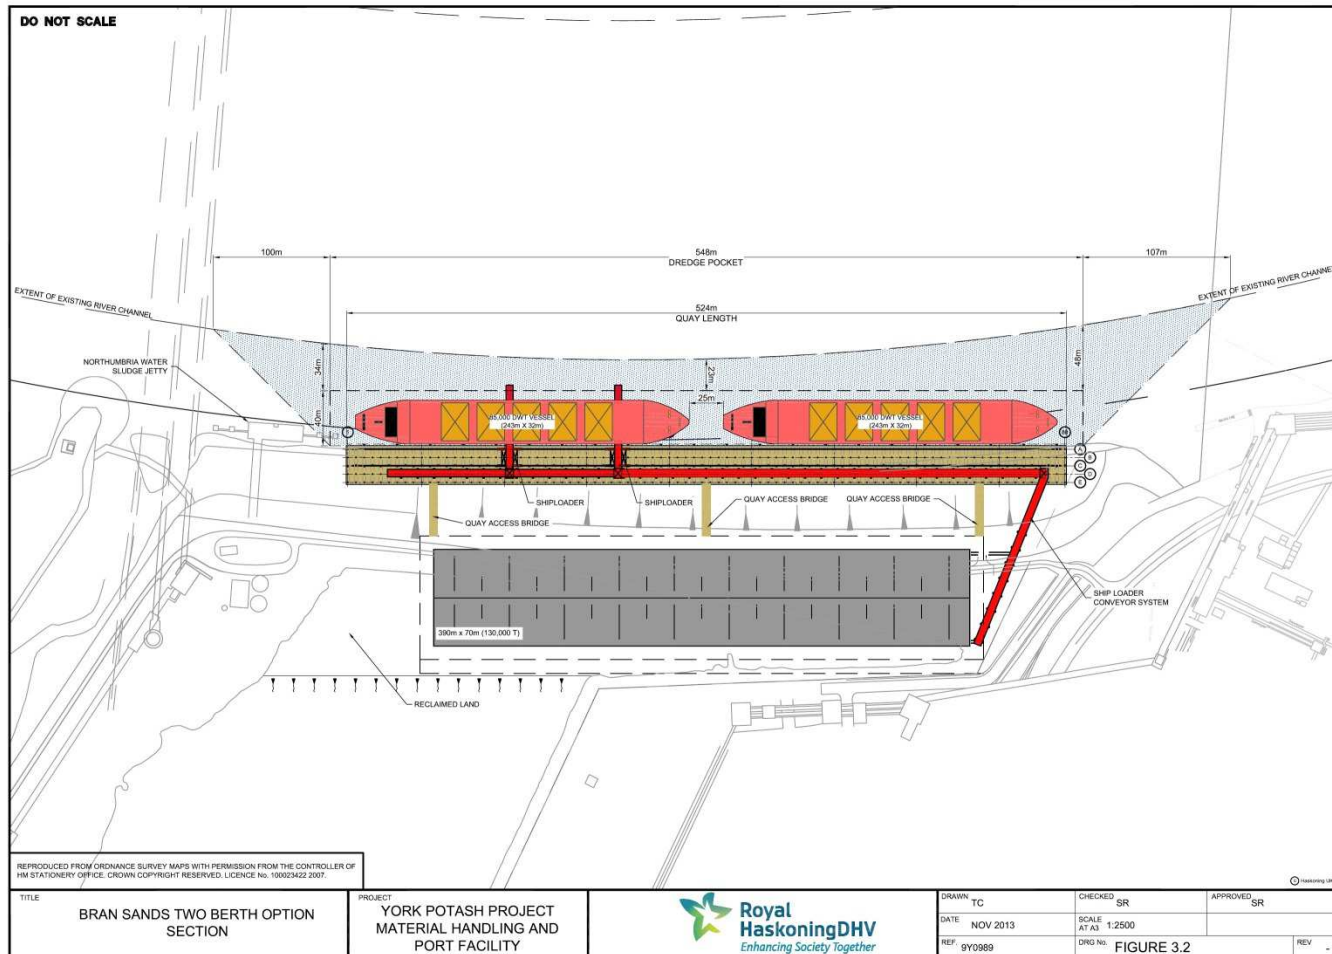 DO NOT SCALE
100m
548m
DREDGE POCKET
107m
EXTENT OF EXISTING RIVER CHANNEL
EXTENT OF EXISTING RIVER CHANNEL
524m
QUAY LENGTH
NORTHUMBRIA WATER
SLUDGE JETTY
34m
23m
48m
40m
25m
85,000 DWT VESSEL
(243m X 32m)
85,000 DWT VESSEL
(243m X 32m)
A
B
C
D
E
SHIPLOADER
SHIPLOADER
QUAY ACCESS BRIDGE
QUAY ACCESS BRIDGE
QUAY ACCESS BRIDGE
SHIP LOADER
CONVEYOR SYSTEM
390m x 70m (130,000 T)
RECLAIMED LAND
REPRODUCED FROM ORDNANCE SURVEY MAPS WITH PERMISSION FROM THE CONTROLLER OF
HM STATIONERY OFFICE. CROWN COPYRIGHT RESERVED. LICENCE No. 100023422 2007.
TITLE
BRAN SANDS TWO BERTH OPTION
SECTION
PROJECT
YORK POTASH PROJECT
MATERIAL HANDLING AND
PORT FACILITY
Royal
HaskoningDHV
Enhancing Society Together
DRAWN TC
CHECKED SR
APPROVED SR
DATE NOV 2013
SCALE AT A3 1:2500
REF. 9Y0989
DRG No. FIGURE 3.2
REV -